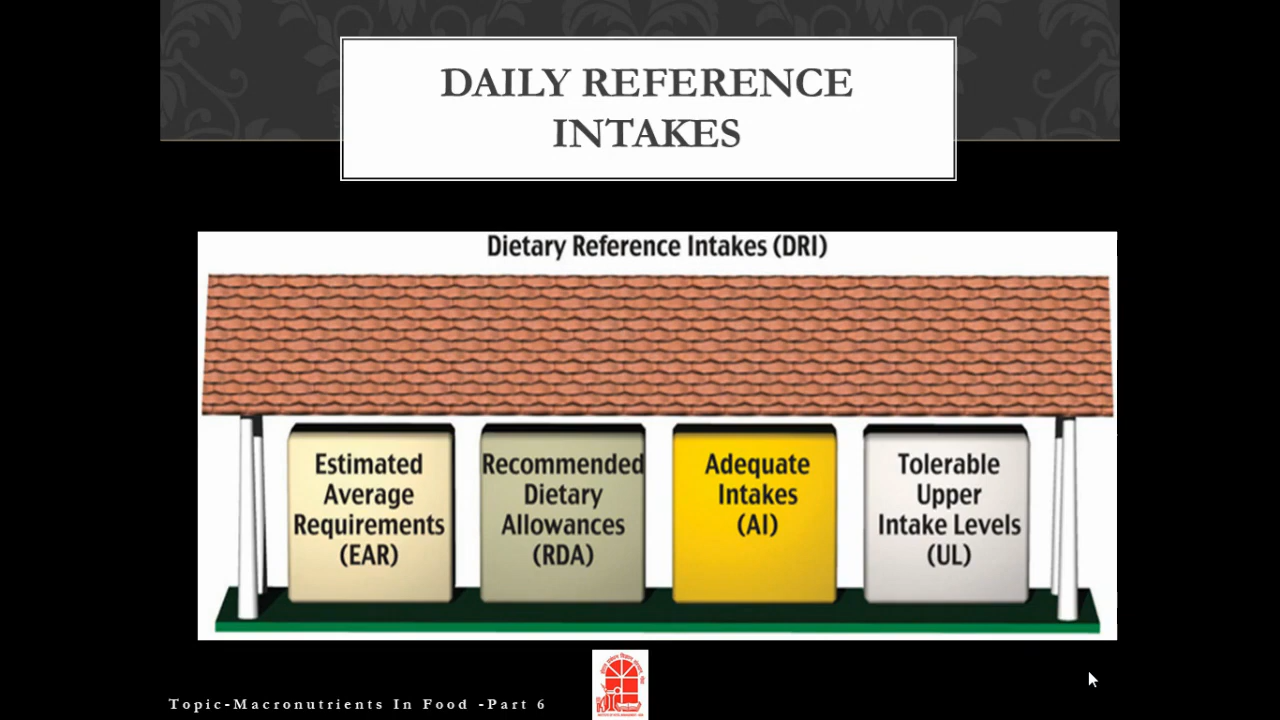 DAILY REFERENCE
INTAKES
Dietary Reference Intakes (DRI)
Estimated
Average
Requirements
(EAR)
Recommended
Dietary
Allowances
(RDA)
Adequate
Intakes
(AI)
Tolerable
Upper
Intake Levels
(UL)
Topic-Macronutrients In Food -Part 6